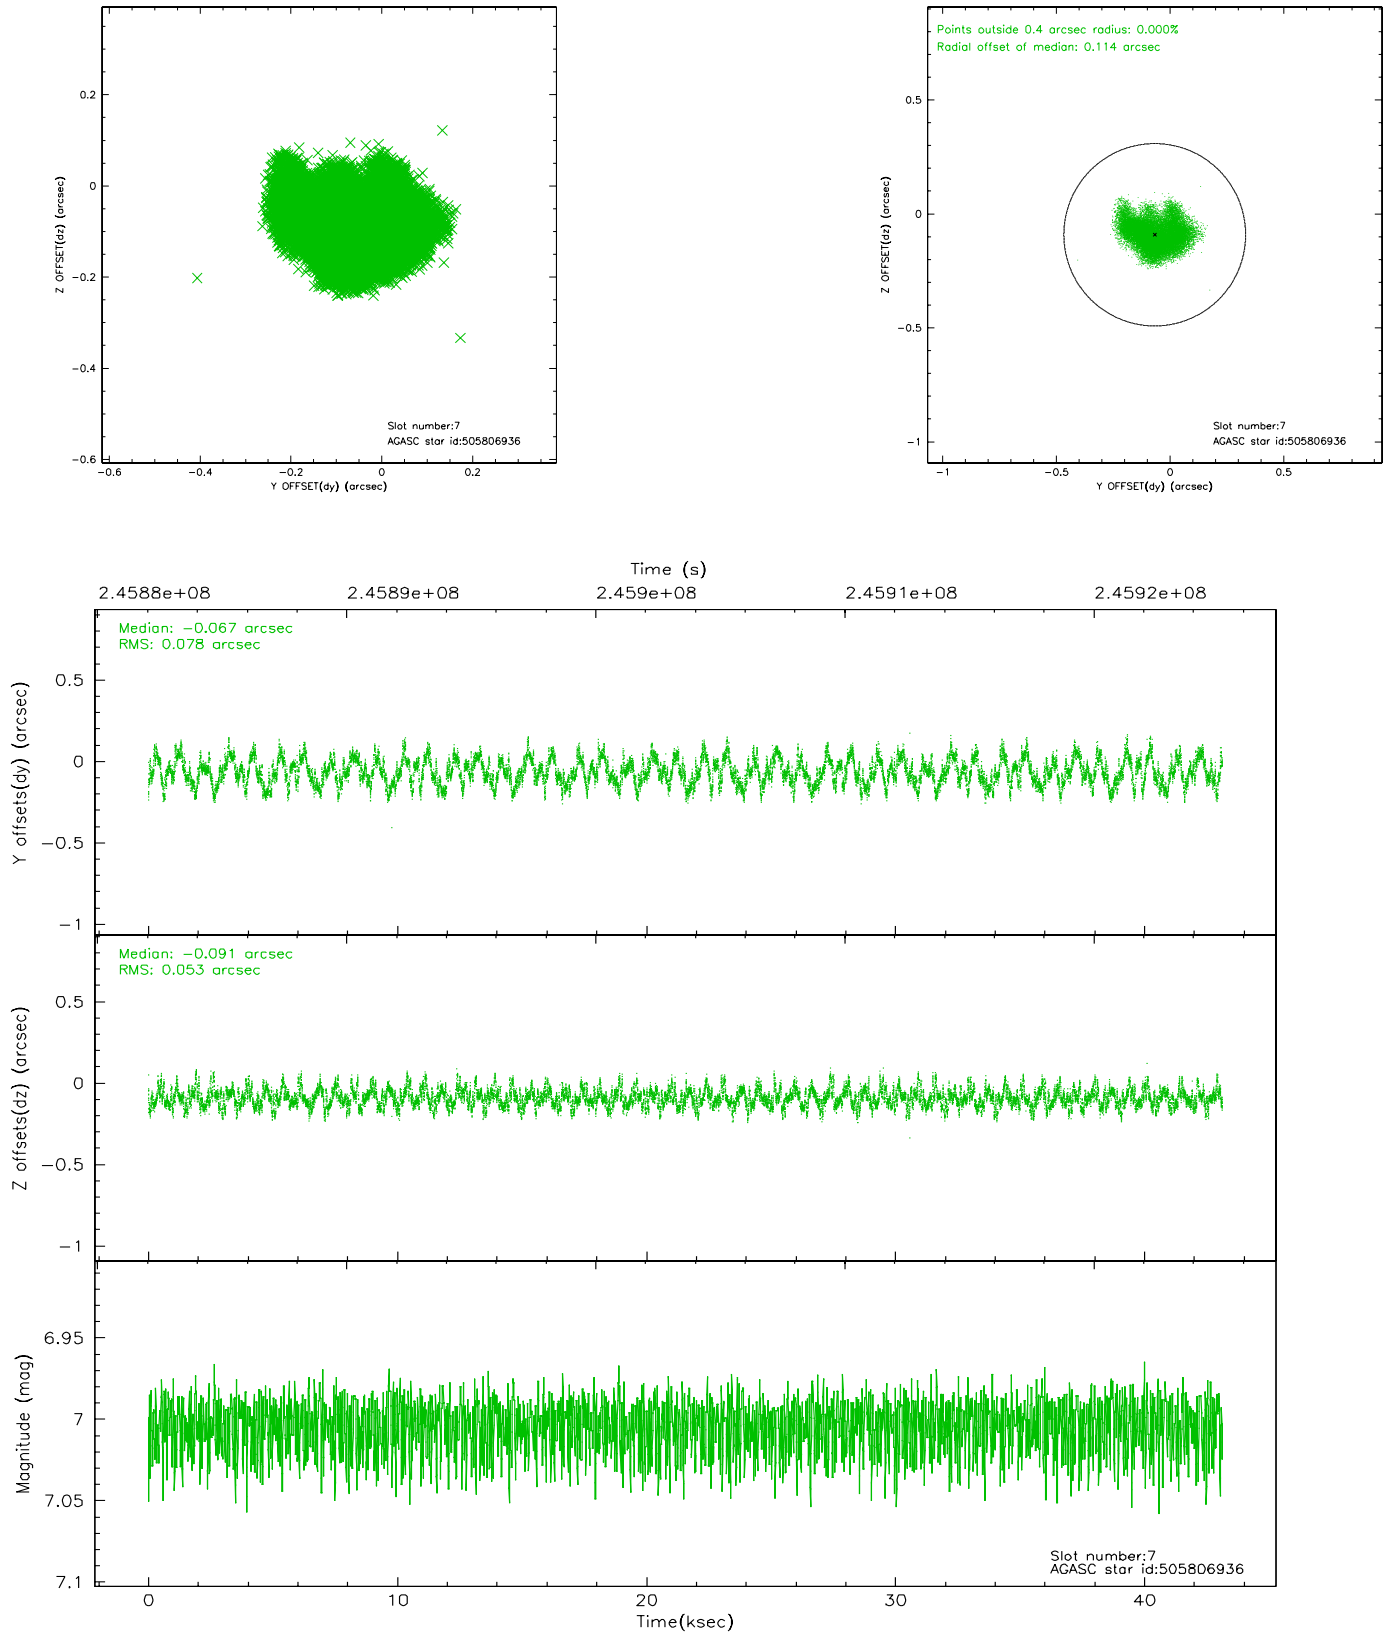 0.2
0
−0.2
−0.4
−0.6
−0.6
−0.4
−0.2
0
0.2
Z OFFSET(dz) (arcsec)
Y OFFSET(dy) (arcsec)
Slot number:7
AGASC star id:505806936
Points outside 0.4 arcsec radius: 0.000%
Radial offset of median: 0.114 arcsec
0.5
0
−0.5
−1
−1
−0.5
0
0.5
Z OFFSET(dz) (arcsec)
Y OFFSET(dy) (arcsec)
Slot number:7
AGASC star id:505806936
Time (s)
2.4588e+08 2.4589e+08 2.459e+08 2.4591e+08 2.4592e+08
Median: −0.067 arcsec
RMS: 0.078 arcsec
0.5
0
−0.5
−1
Y offsets(dy) (arcsec)
Median: −0.091 arcsec
RMS: 0.053 arcsec
0.5
0
−0.5
−1
Z offsets(dz) (arcsec)
6.95
7
7.05
7.1
Magnitude (mag)
Slot number:7
AGASC star id:505806936
0 10 20 30 40
Time(ksec)